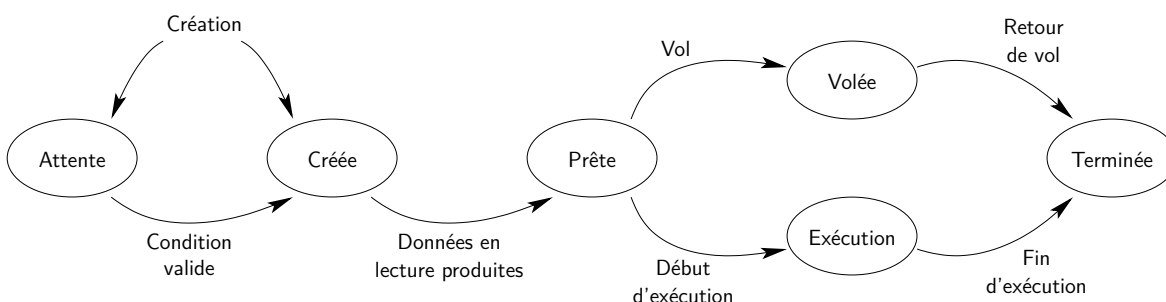 Création
Attente
Créée
Condition
valide
Données en
lecture produites
Prête
Vol
Volée
Retour
de vol
Début
d'exécution
Exécution
Fin
d'exécution
Terminée